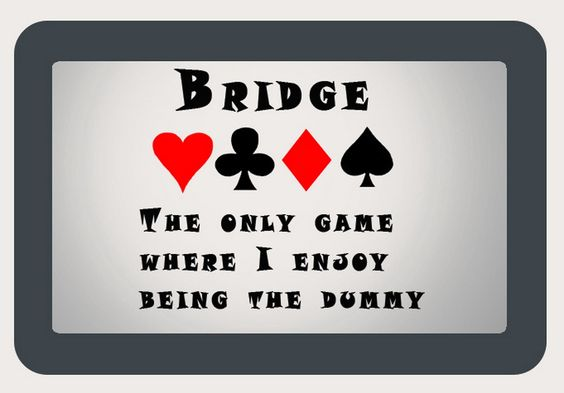 Bridge
The only game
where I enjoy
being the dummy